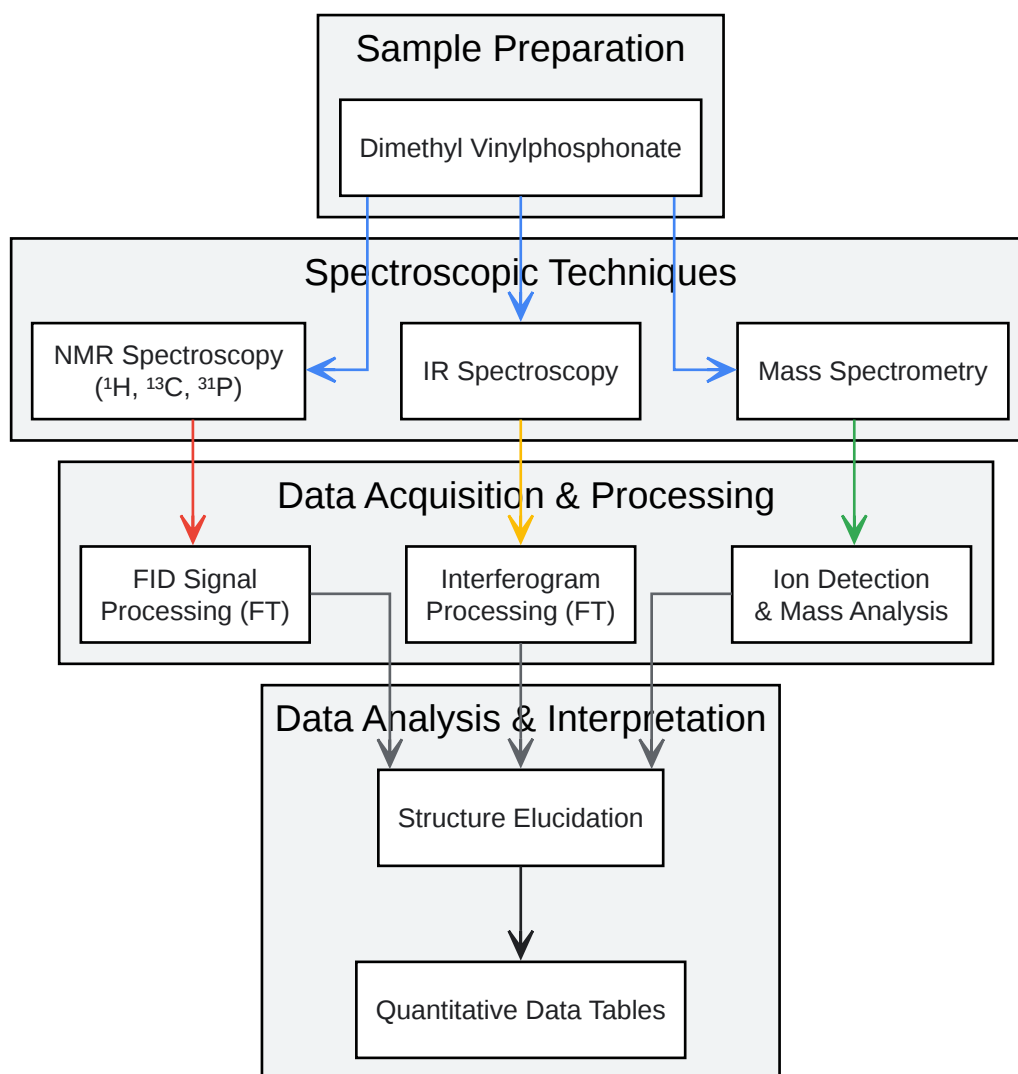 Sample Preparation
Dimethyl Vinylphosphonate
Spectroscopic Techniques
NMR Spectroscopy
(¹H, ¹³C, ³¹P)
IR Spectroscopy
Mass Spectrometry
Data Acquisition & Processing
FID Signal
Processing (FT)
Interferogram
Processing (FT)
Ion Detection
& Mass Analysis
Data Analysis & Interpretation
Structure Elucidation
Quantitative Data Tables